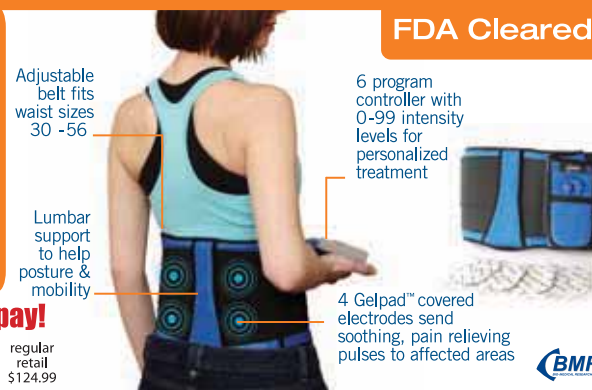 FDA Cleared
Adjustable
belt fits
waist sizes
30 -56
6 program
controller with
0-99 intensity
levels for
personalized
treatment
Lumbar
support
to help
posture &
mobility
pay!
regular
retail
$124.99
4 Gelpad™ covered
electrodes send
soothing, pain relieving
pulses to affected areas